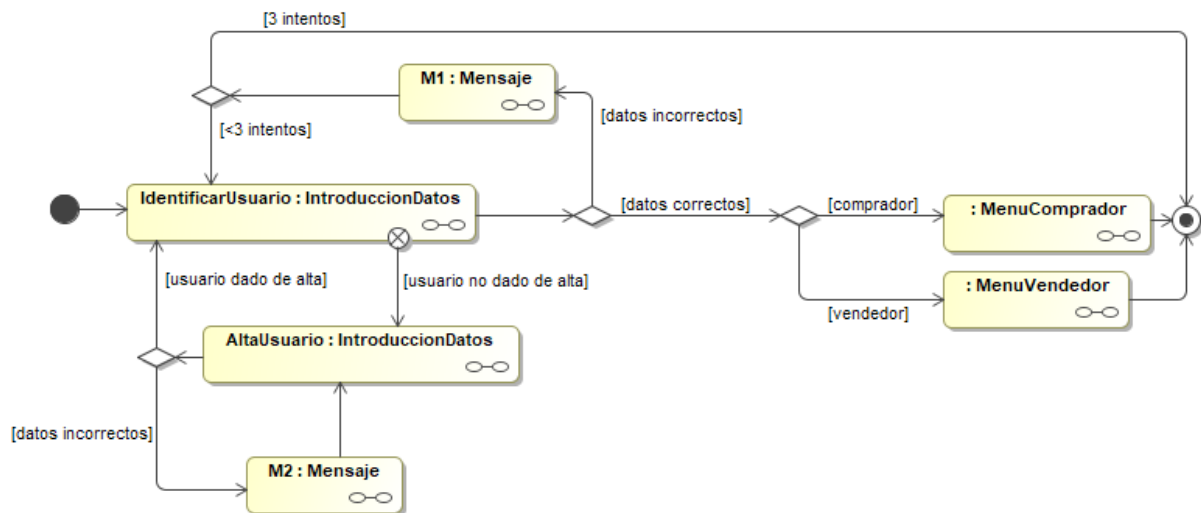 [3 intentos]
M1 : Mensaje
[datos incorrectos]
[<3 intentos]
IdentificarUsuario : IntroduccionDatos
[datos correctos]
[comprador]
: MenuComprador
[usuario dado de alta]
[usuario no dado de alta]
: MenuVendedor
[vendedor]
AltaUsuario : IntroduccionDatos
[datos incorrectos]
M2 : Mensaje